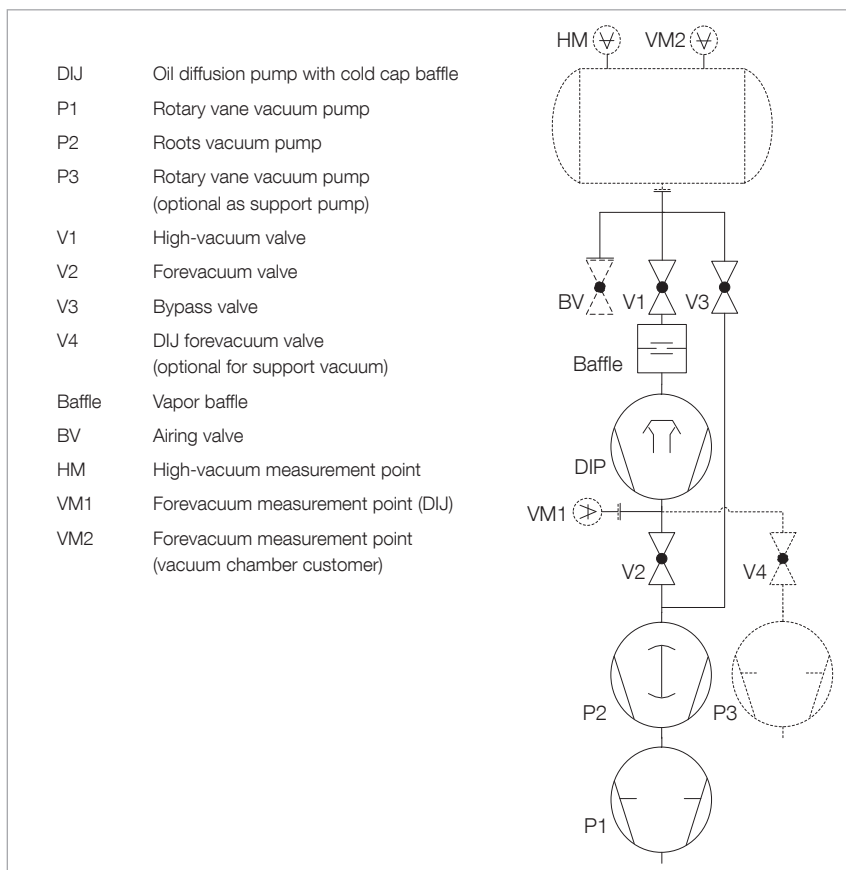 DIJ Oil diffusion pump with cold cap baffle
P1 Rotary vane vacuum pump
P2 Roots vacuum pump
P3 Rotary vane vacuum pump
(optional as support pump)
V1 High-vacuum valve
V2 Forevacuum valve
V3 Bypass valve
V4 DIJ forevacuum valve
(optional for support vacuum)
Baffle Vapor baffle
BV Airing valve
HM High-vacuum measurement point
VM1 Forevacuum measurement point (DIJ)
VM2 Forevacuum measurement point
(vacuum chamber customer)
HM VM2
BV V1 V3
Baffle
DIP
VM1
V2 V4
P2 P3
P1